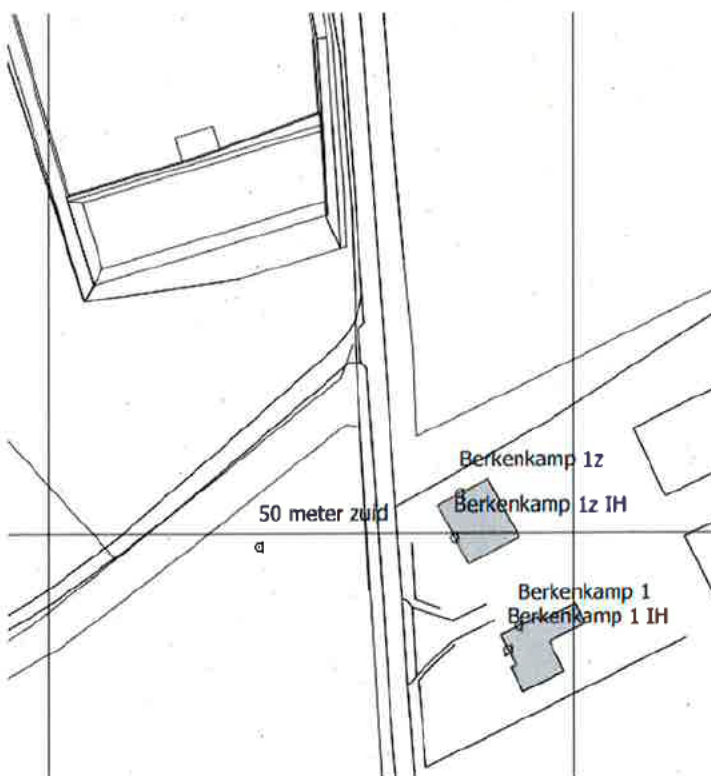 Berkenkamp 1z
Berkenkamp 1z IH
50 meter zuid
Berkenkamp 1
Berkenkamp 1 IH